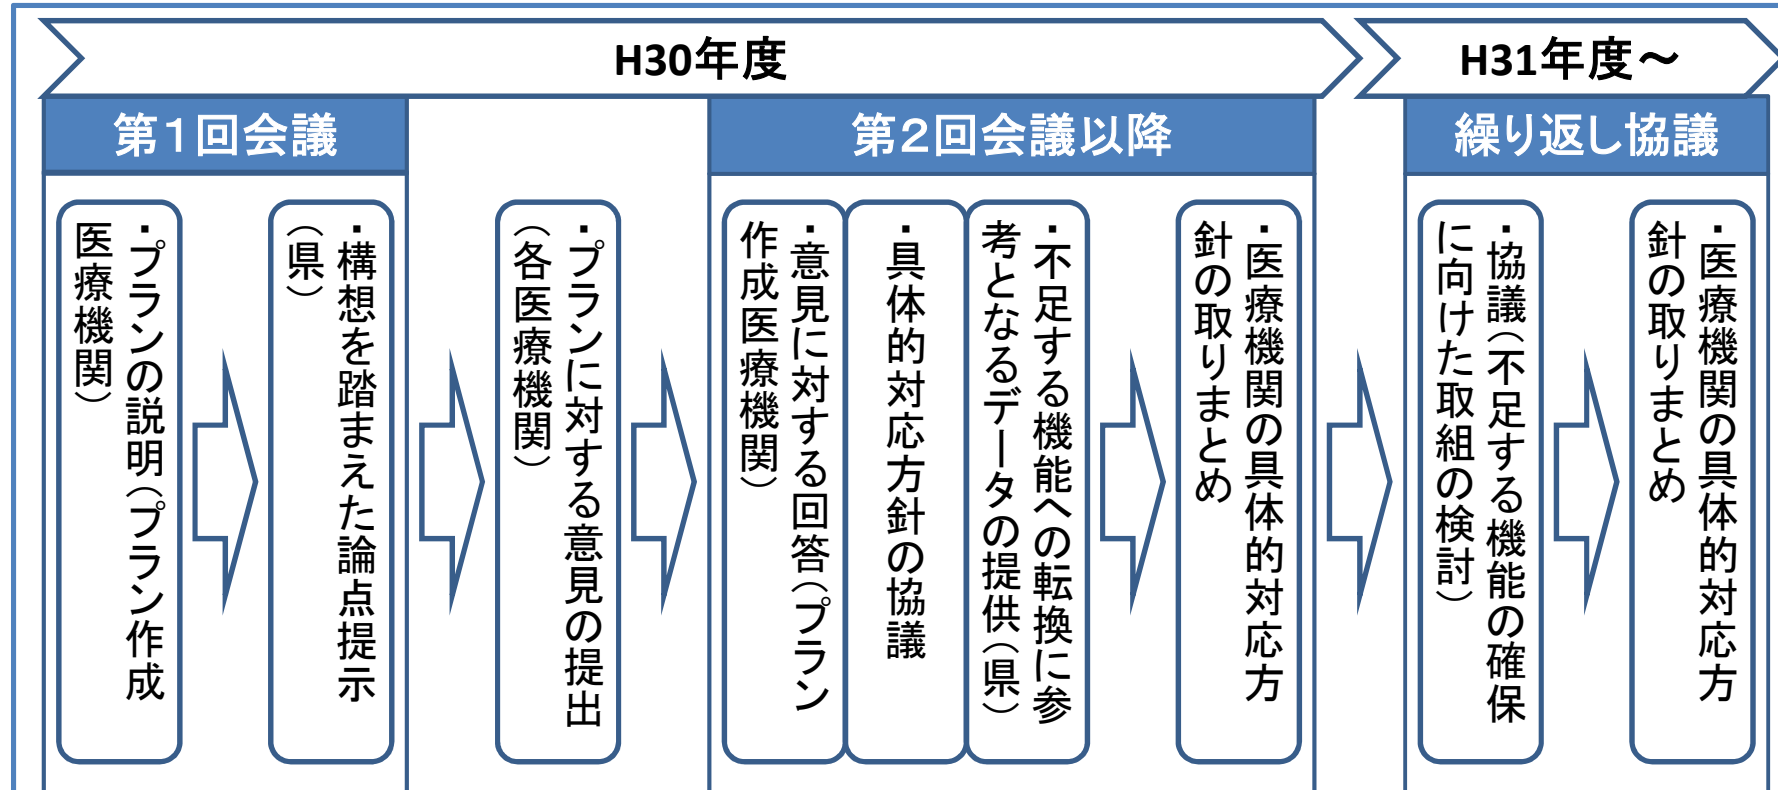 H30年度
H31年度～
第１回会議
第２回会議以降
繰り返し協議
・プランの説明（プラン作成
医療機関）
・構想を踏まえた論点提示
（県）
・プランに対する意見の提出
（各医療機関）
・意見に対する回答（プラン
作成医療機関）
・具体的対応方針の協議
・不足する機能への転換に参
考となるデータの提供（県）
・医療機関の具体的対応方
針の取りまとめ
・協議（不足する機能の確保
に向けた取組の検討）
・医療機関の具体的対応方
針の取りまとめ